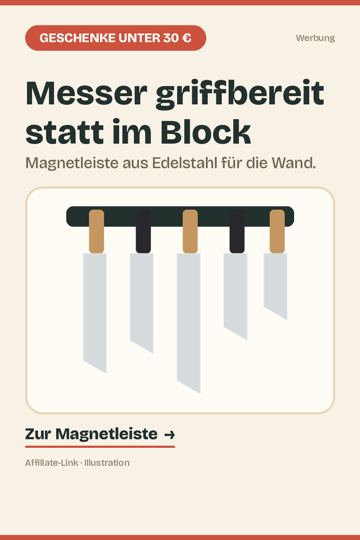 GESCHENKE UNTER 30 €
Werbung
Messer griffbereit
statt im Block
Magnetleiste aus Edelstahl für die Wand.
Zur Magnetleiste →
Affiliate-Link · Illustration